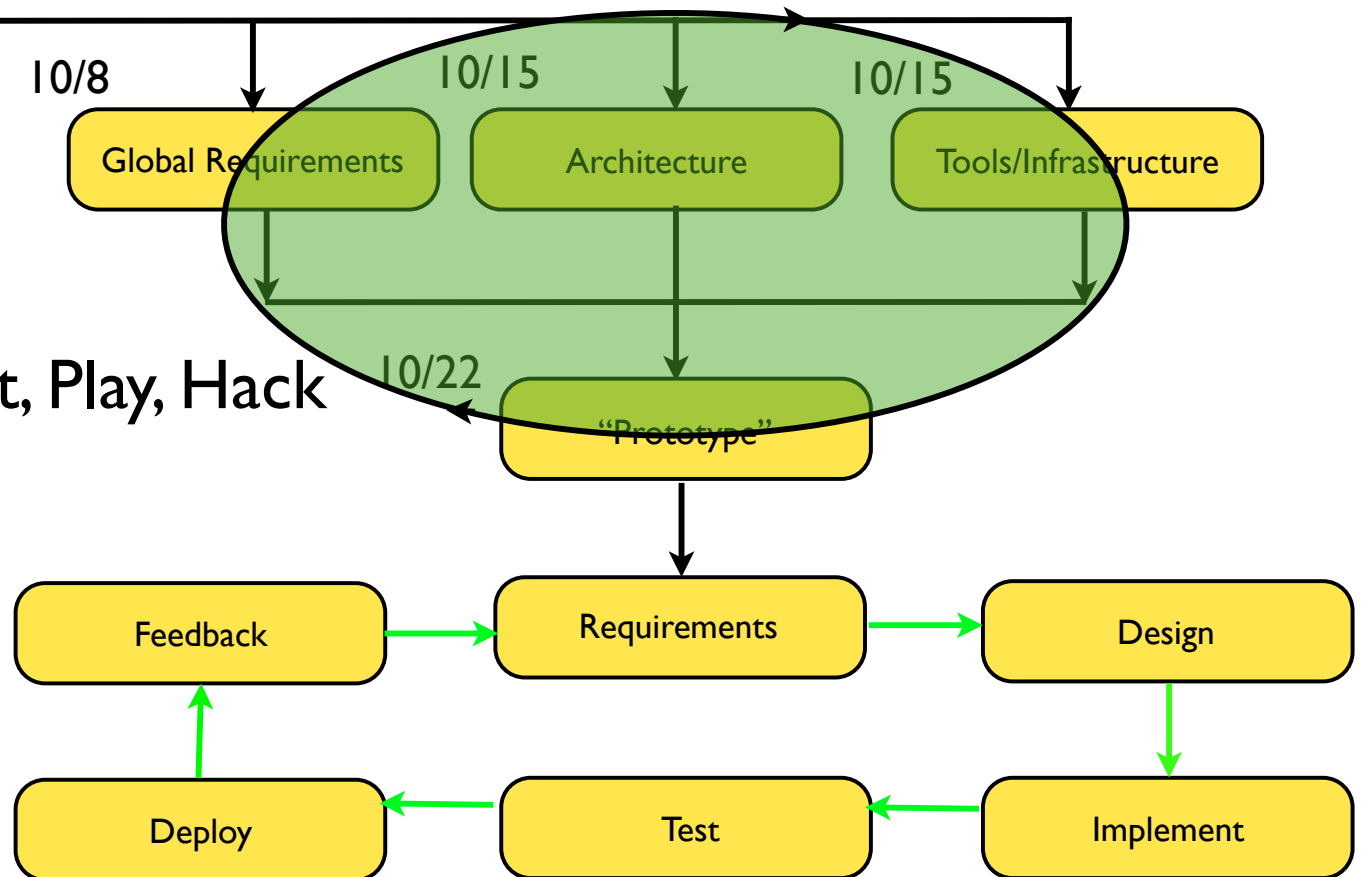 10/8
10/15
10/15
Global Requirements
Architecture
Tools/Infrastructure
t, Play, Hack
10/22
“Prototype”
Feedback
Requirements
Design
Deploy
Test
Implement